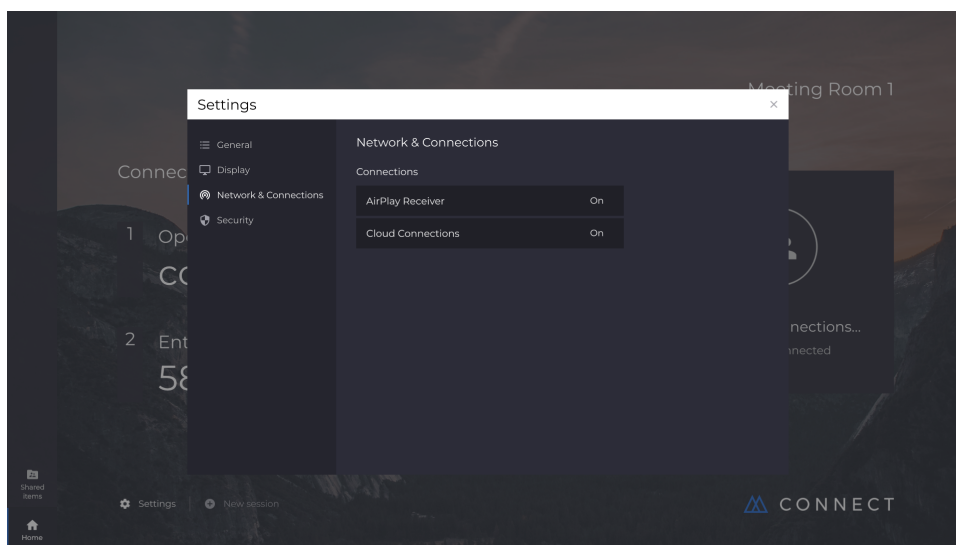 Meeting Room 1
Settings
General
Display
Network & Connections
Security
Network & Connections
Connections
AirPlay Receiver On
Cloud Connections On
Connec
1 Op
co
2 Ent
58
nections...
nnected
Shared
items
Home
Settings
New session
CONNECT